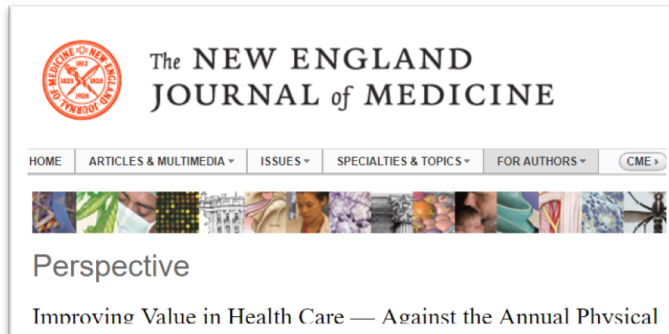 The NEW ENGLAND
JOURNAL of MEDICINE
HOME ARTICLES & MULTIMEDIA ISSUES SPECIALTIES & TOPICS FOR AUTHORS CME
Perspective
Improving Value in Health Care — Against the Annual Physical